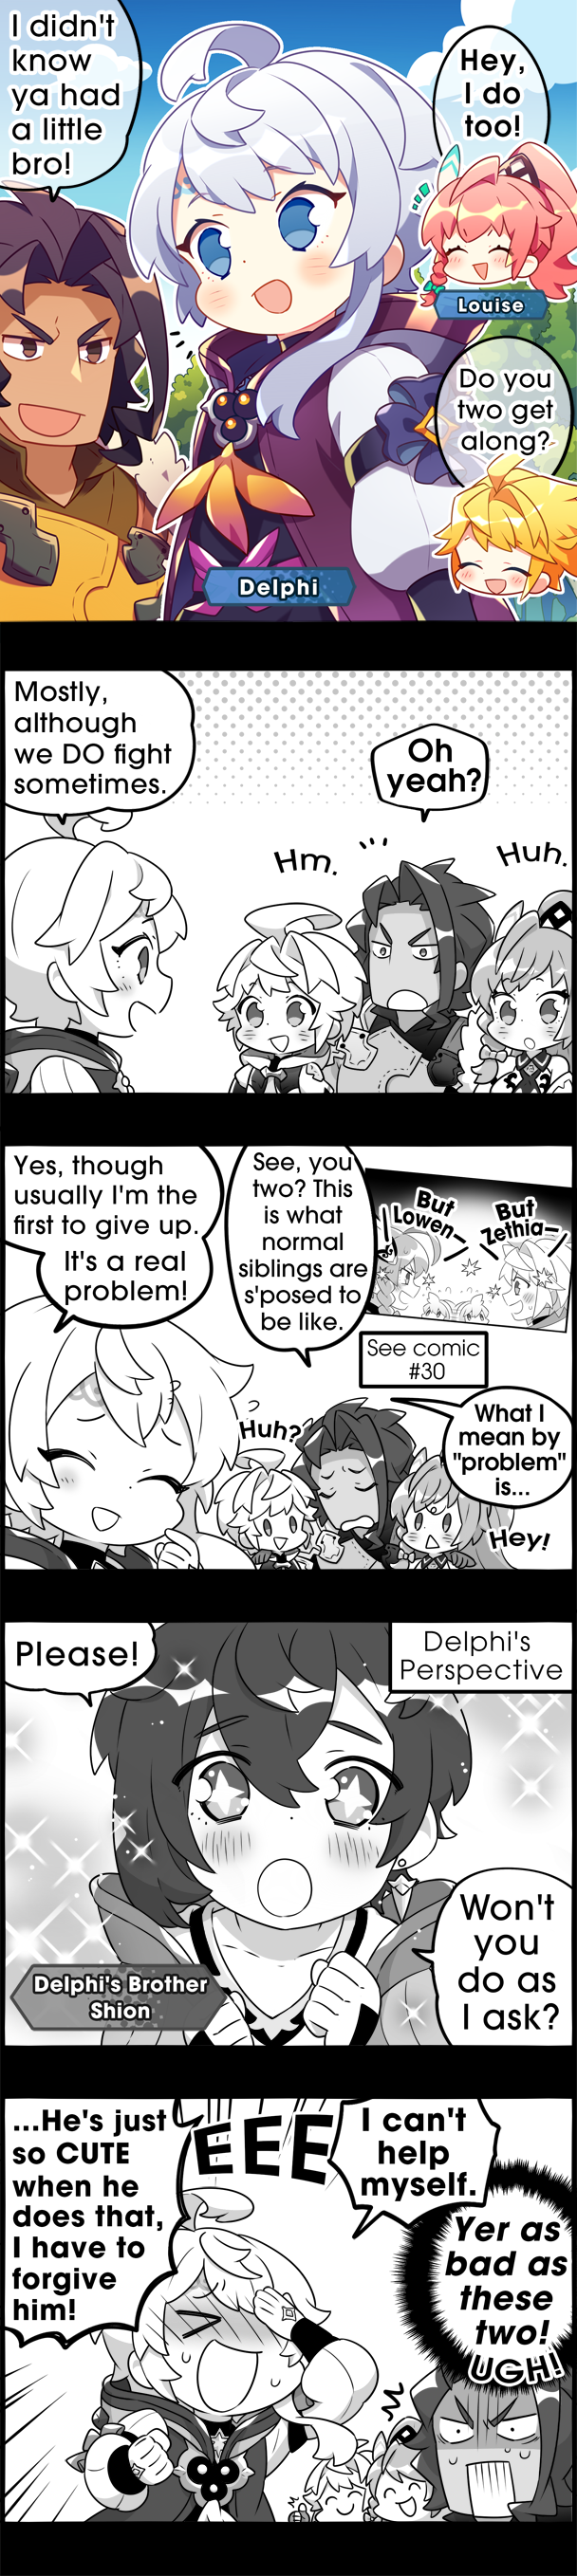 I didn't
know
ya had
a little
bro!
Hey,
I do
too!
Louise
Do you
two get
along?
Delphi
Mostly,
although
we DO fight
sometimes.
Oh
yeah?
Hm.
Huh.
Yes, though
usually I'm the
first to give up.
It's a real
problem!
See, you
two? This
is what
normal
siblings are
s'posed to
be like.
But
Lowen—
But
Zethia—
See comic
#30
Huh?
What I
mean by
"problem"
is...
Hey!
Please!
Delphi's
Perspective
Won't
you
do as
I ask?
Delphi's Brother
Shion
...He's just
so CUTE
when he
does that,
I have to
forgive
him!
EEE
I can't
help
myself.
Yer as
bad as
these
two!
UGH!